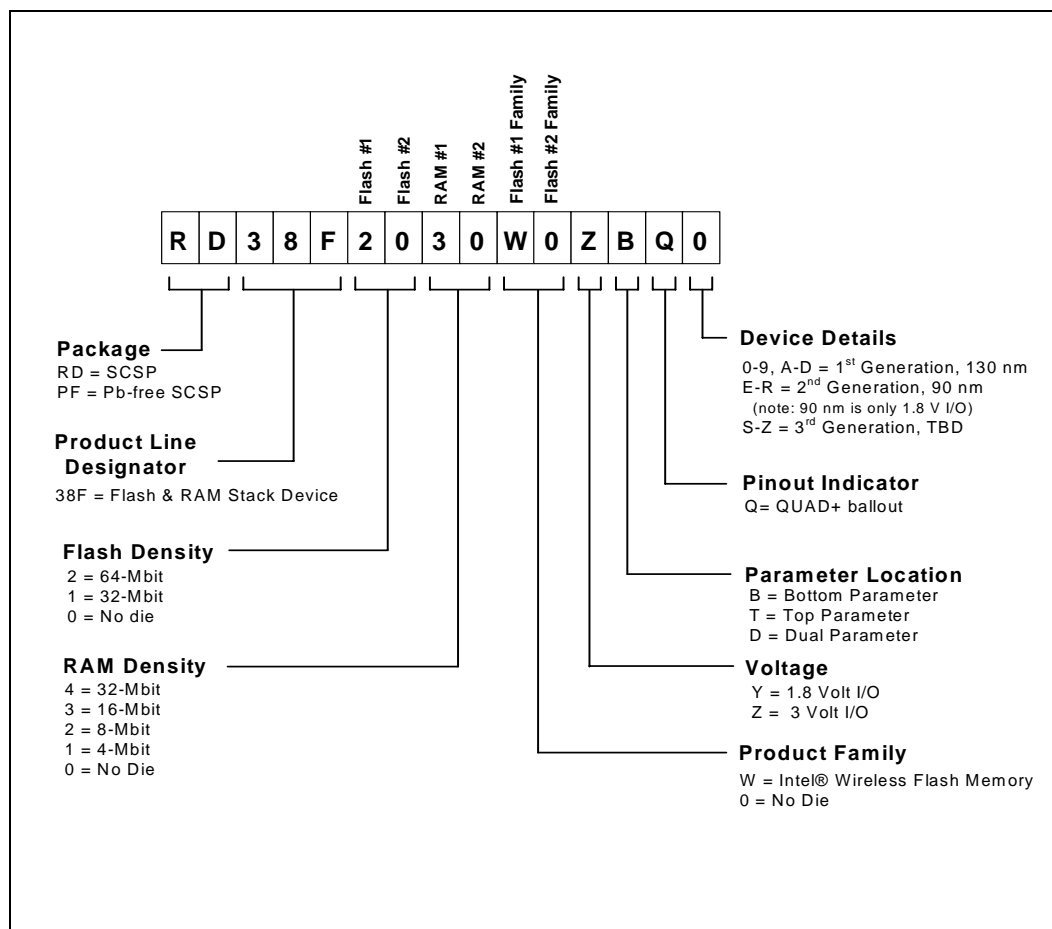 Flash #1
Flash #2
RAM #1
RAM #2
Flash #1 Family
Flash #2 Family
R D 3 8 F 2 0 3 0 W 0 Z B Q 0
Package
RD = SCSP
PF = Pb-free SCSP
Product Line
Designator
38F = Flash & RAM Stack Device
Flash Density
2 = 64-Mbit
1 = 32-Mbit
0 = No die
RAM Density
4 = 32-Mbit
3 = 16-Mbit
2 = 8-Mbit
1 = 4-Mbit
0 = No Die
Device Details
0-9, A-D = 1st Generation, 130 nm
E-R = 2nd Generation, 90 nm
(note: 90 nm is only 1.8 V I/O)
S-Z = 3rd Generation, TBD
Pinout Indicator
Q= QUAD+ ballout
Parameter Location
B = Bottom Parameter
T = Top Parameter
D = Dual Parameter
Voltage
Y = 1.8 Volt I/O
Z = 3 Volt I/O
Product Family
W = Intel® Wireless Flash Memory
0 = No Die